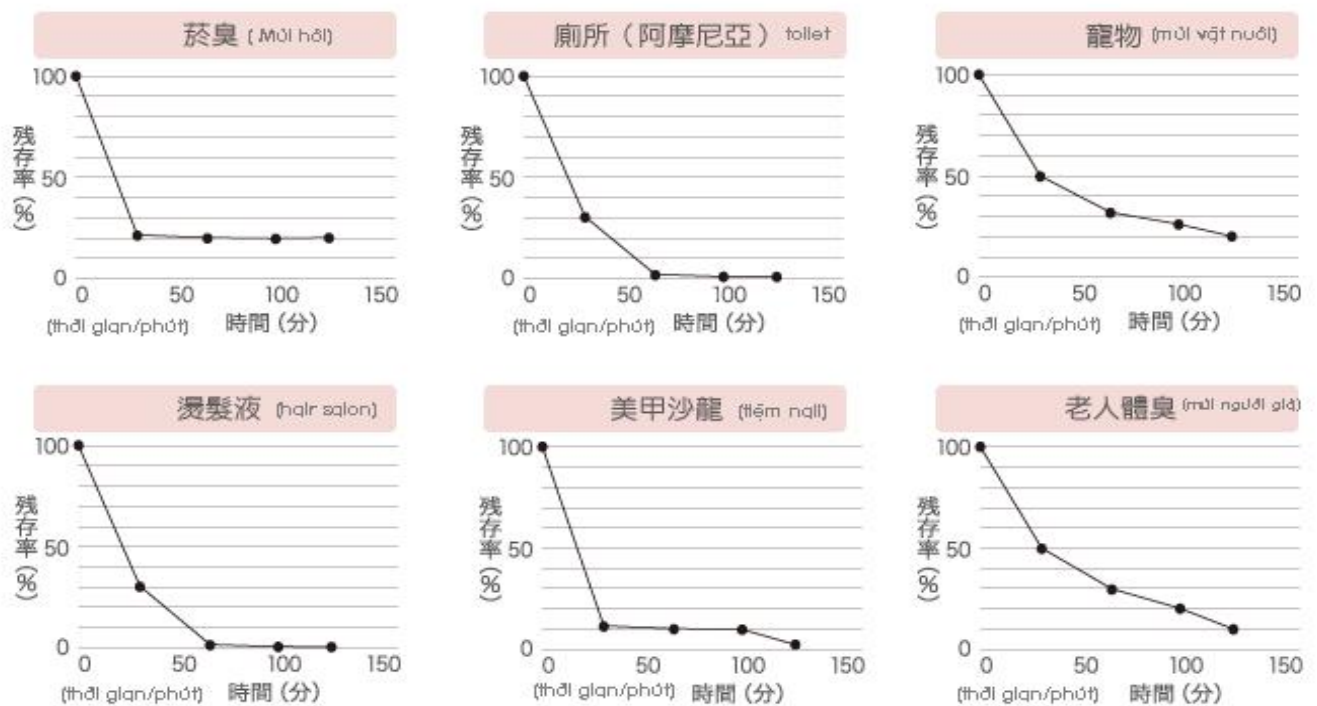 菸臭 (Mùi hôi)
100
50
0
残存率(%)
0 50 100 150
(thời gian/phút) 時間(分)
廁所(阿摩尼亞) toilet
100
50
0
残存率(%)
0 50 100 150
(thời gian/phút) 時間(分)
寵物 (mùi vật nuôi)
100
50
0
残存率(%)
0 50 100 150
(thời gian/phút) 時間(分)
燙髮液 (hair salon)
100
50
0
残存率(%)
0 50 100 150
(thời gian/phút) 時間(分)
美甲沙龍 (tiệm nail)
100
50
0
残存率(%)
0 50 100 150
(thời gian/phút) 時間(分)
老人體臭 (mùi người già)
100
50
0
残存率(%)
0 50 100 150
(thời gian/phút) 時間(分)